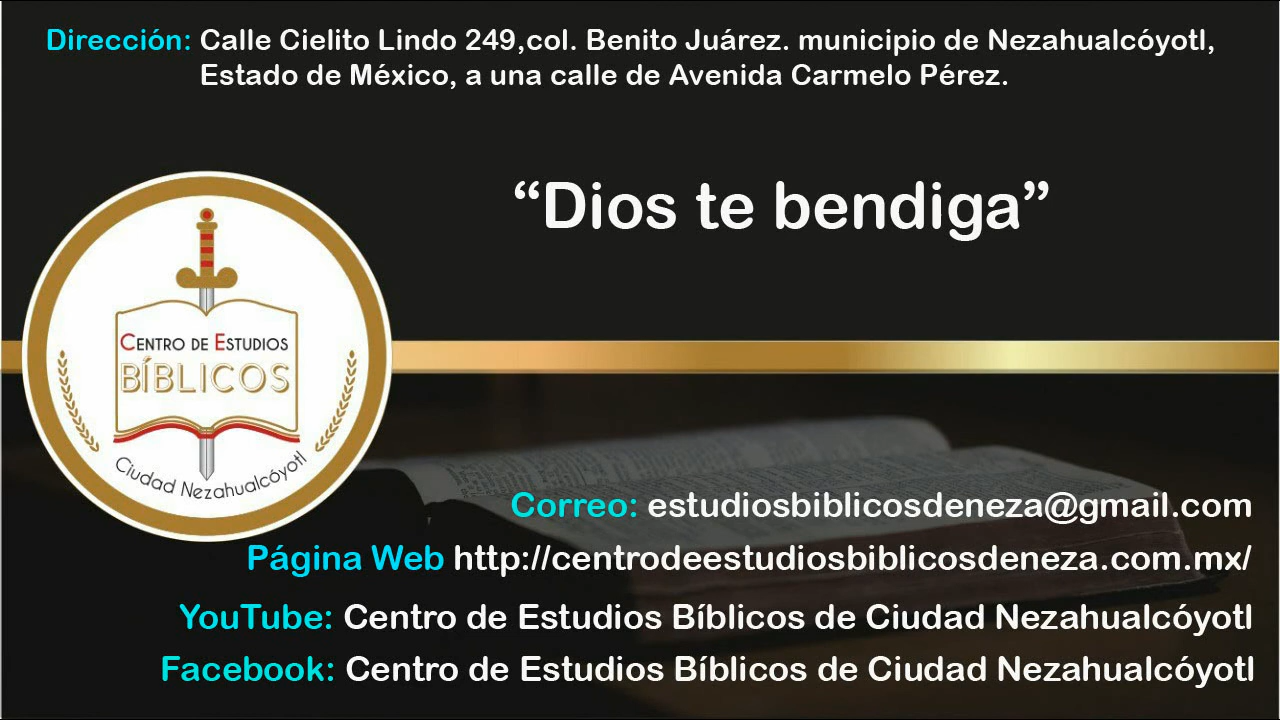 Dirección: Calle Cielito Lindo 249,col. Benito Juárez. municipio de Nezahualcóyotl,
Estado de México, a una calle de Avenida Carmelo Pérez.
“Dios te bendiga”
CENTRO DE ESTUDIOS
BÍBLICOS
Ciudad Nezahualcóyotl
Correo: estudiosbiblicosdeneza@gmail.com
Página Web http://centrodeestudiosbiblicosdeneza.com.mx/
YouTube: Centro de Estudios Bíblicos de Ciudad Nezahualcóyotl
Facebook: Centro de Estudios Bíblicos de Ciudad Nezahualcóyotl